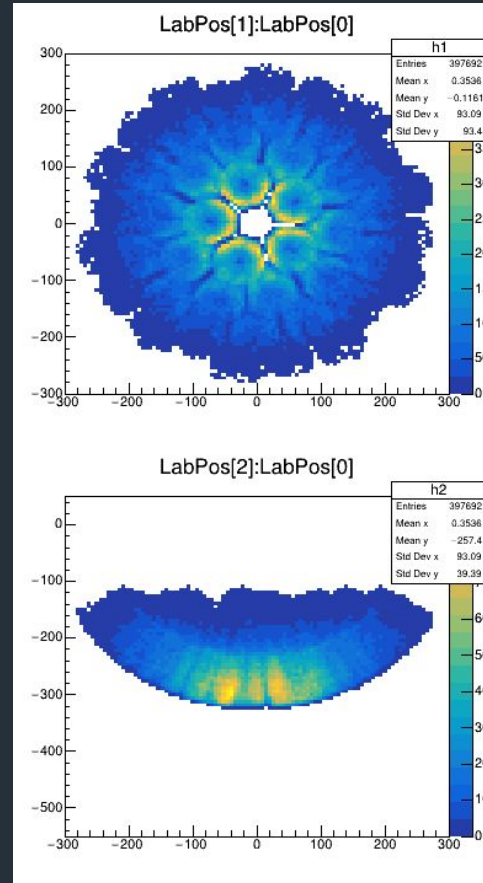 LabPos[1]:LabPos[0]
h1
Entries 397692
Mean x 0.3536
Mean y −0.1161
Std Dev x 93.09
Std Dev y 93.4
300
200
100
0
−100
−200
−300
−300 −200 −100 0 100 200 300
0
LabPos[2]:LabPos[0]
h2
Entries 397692
Mean x 0.3536
Mean y −257.4
Std Dev x 93.09
Std Dev y 39.39
0
−100
−200
−300
−400
−500
−300 −200 −100 0 100 200 300
0